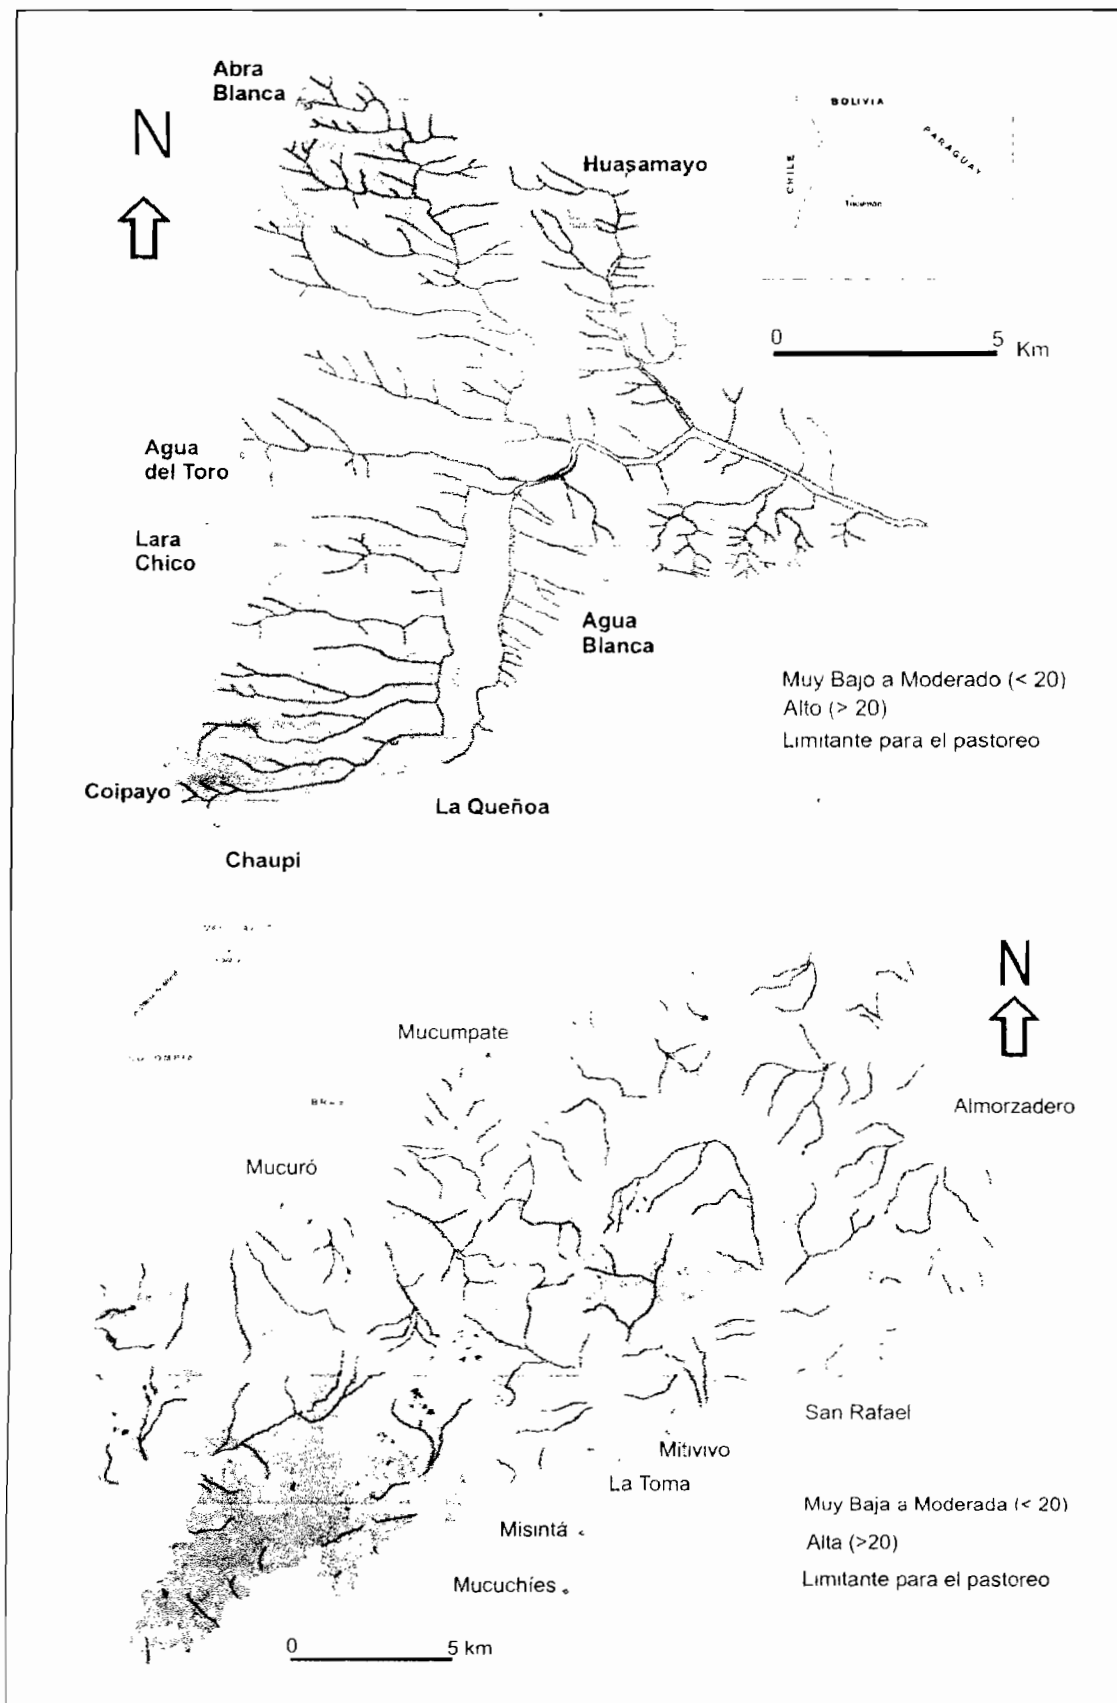 Abra
Blanca
N
BOLIVIA
PARAGUAY
CHILE
Tucumán
Huasamayo
0 5 Km
Agua
del Toro
Lara
Chico
Agua
Blanca
Muy Bajo a Moderado (< 20)
Alto (> 20)
Limitante para el pastoreo
Coipayo
La Queñoa
Chaupi
N
Mucumpate
Almorzadero
Mucuró
San Rafael
Mitivivo
La Toma
Misintá
Mucuchíes
Muy Baja a Moderada (< 20)
Alta (>20)
Limitante para el pastoreo
0 5 km